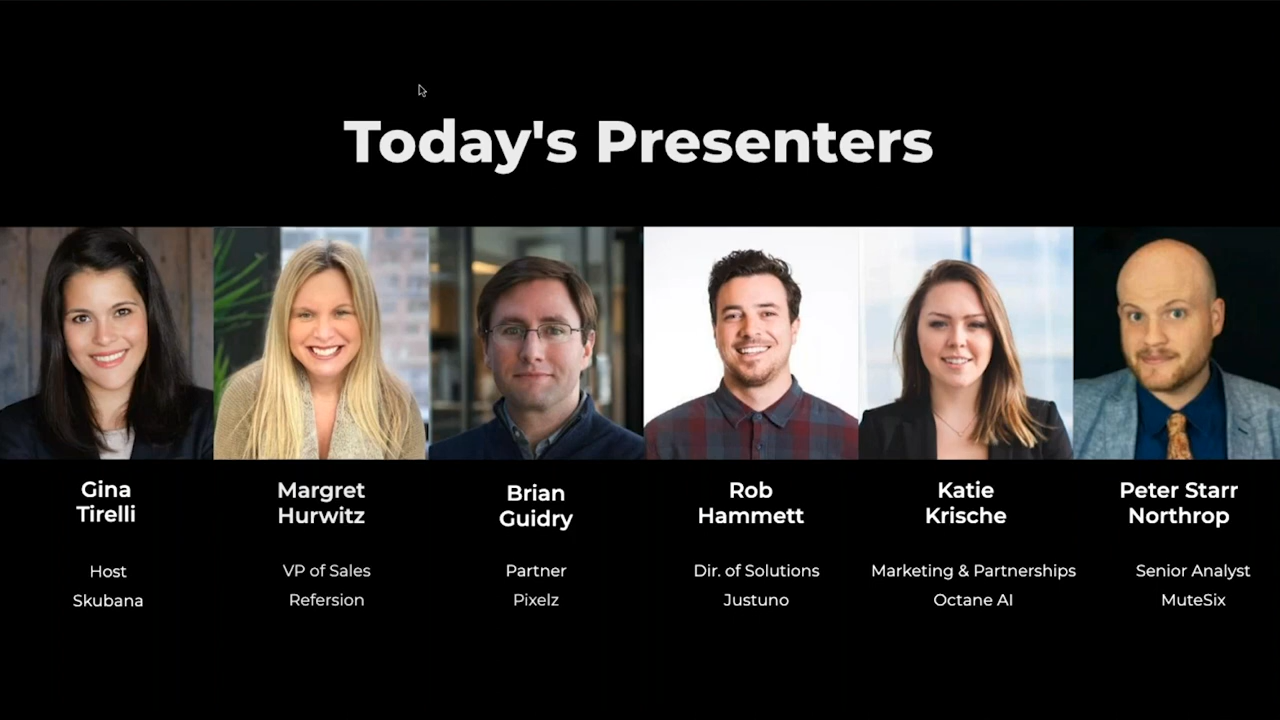 Today's Presenters
Gina
Tirelli
Host
Skubana
Margret
Hurwitz
VP of Sales
Refersion
Brian
Guidry
Partner
Pixelz
Rob
Hammett
Dir. of Solutions
Justuno
Katie
Krische
Marketing & Partnerships
Octane AI
Peter Starr
Northrop
Senior Analyst
MuteSix